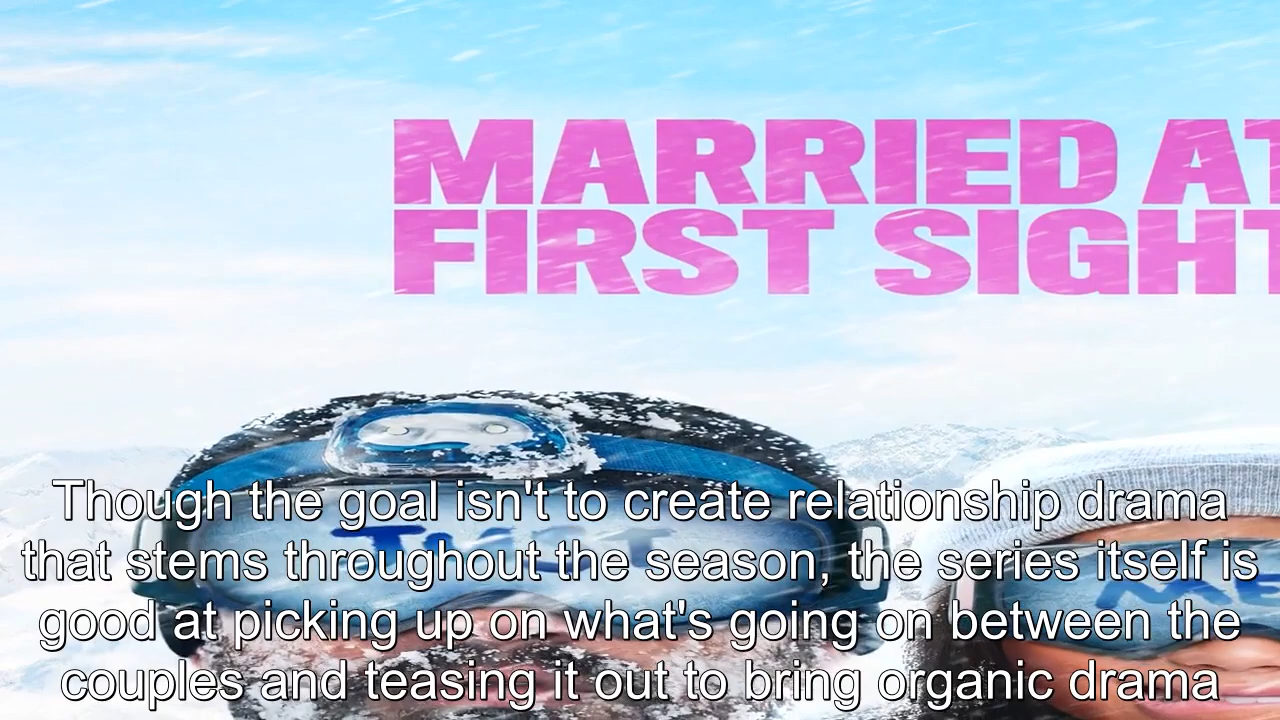 MARRIED AT
FIRST SIGHT
Though the goal isn't to create relationship drama
that stems throughout the season, the series itself is
good at picking up on what's going on between the
couples and teasing it out to bring organic drama
JUST
ME